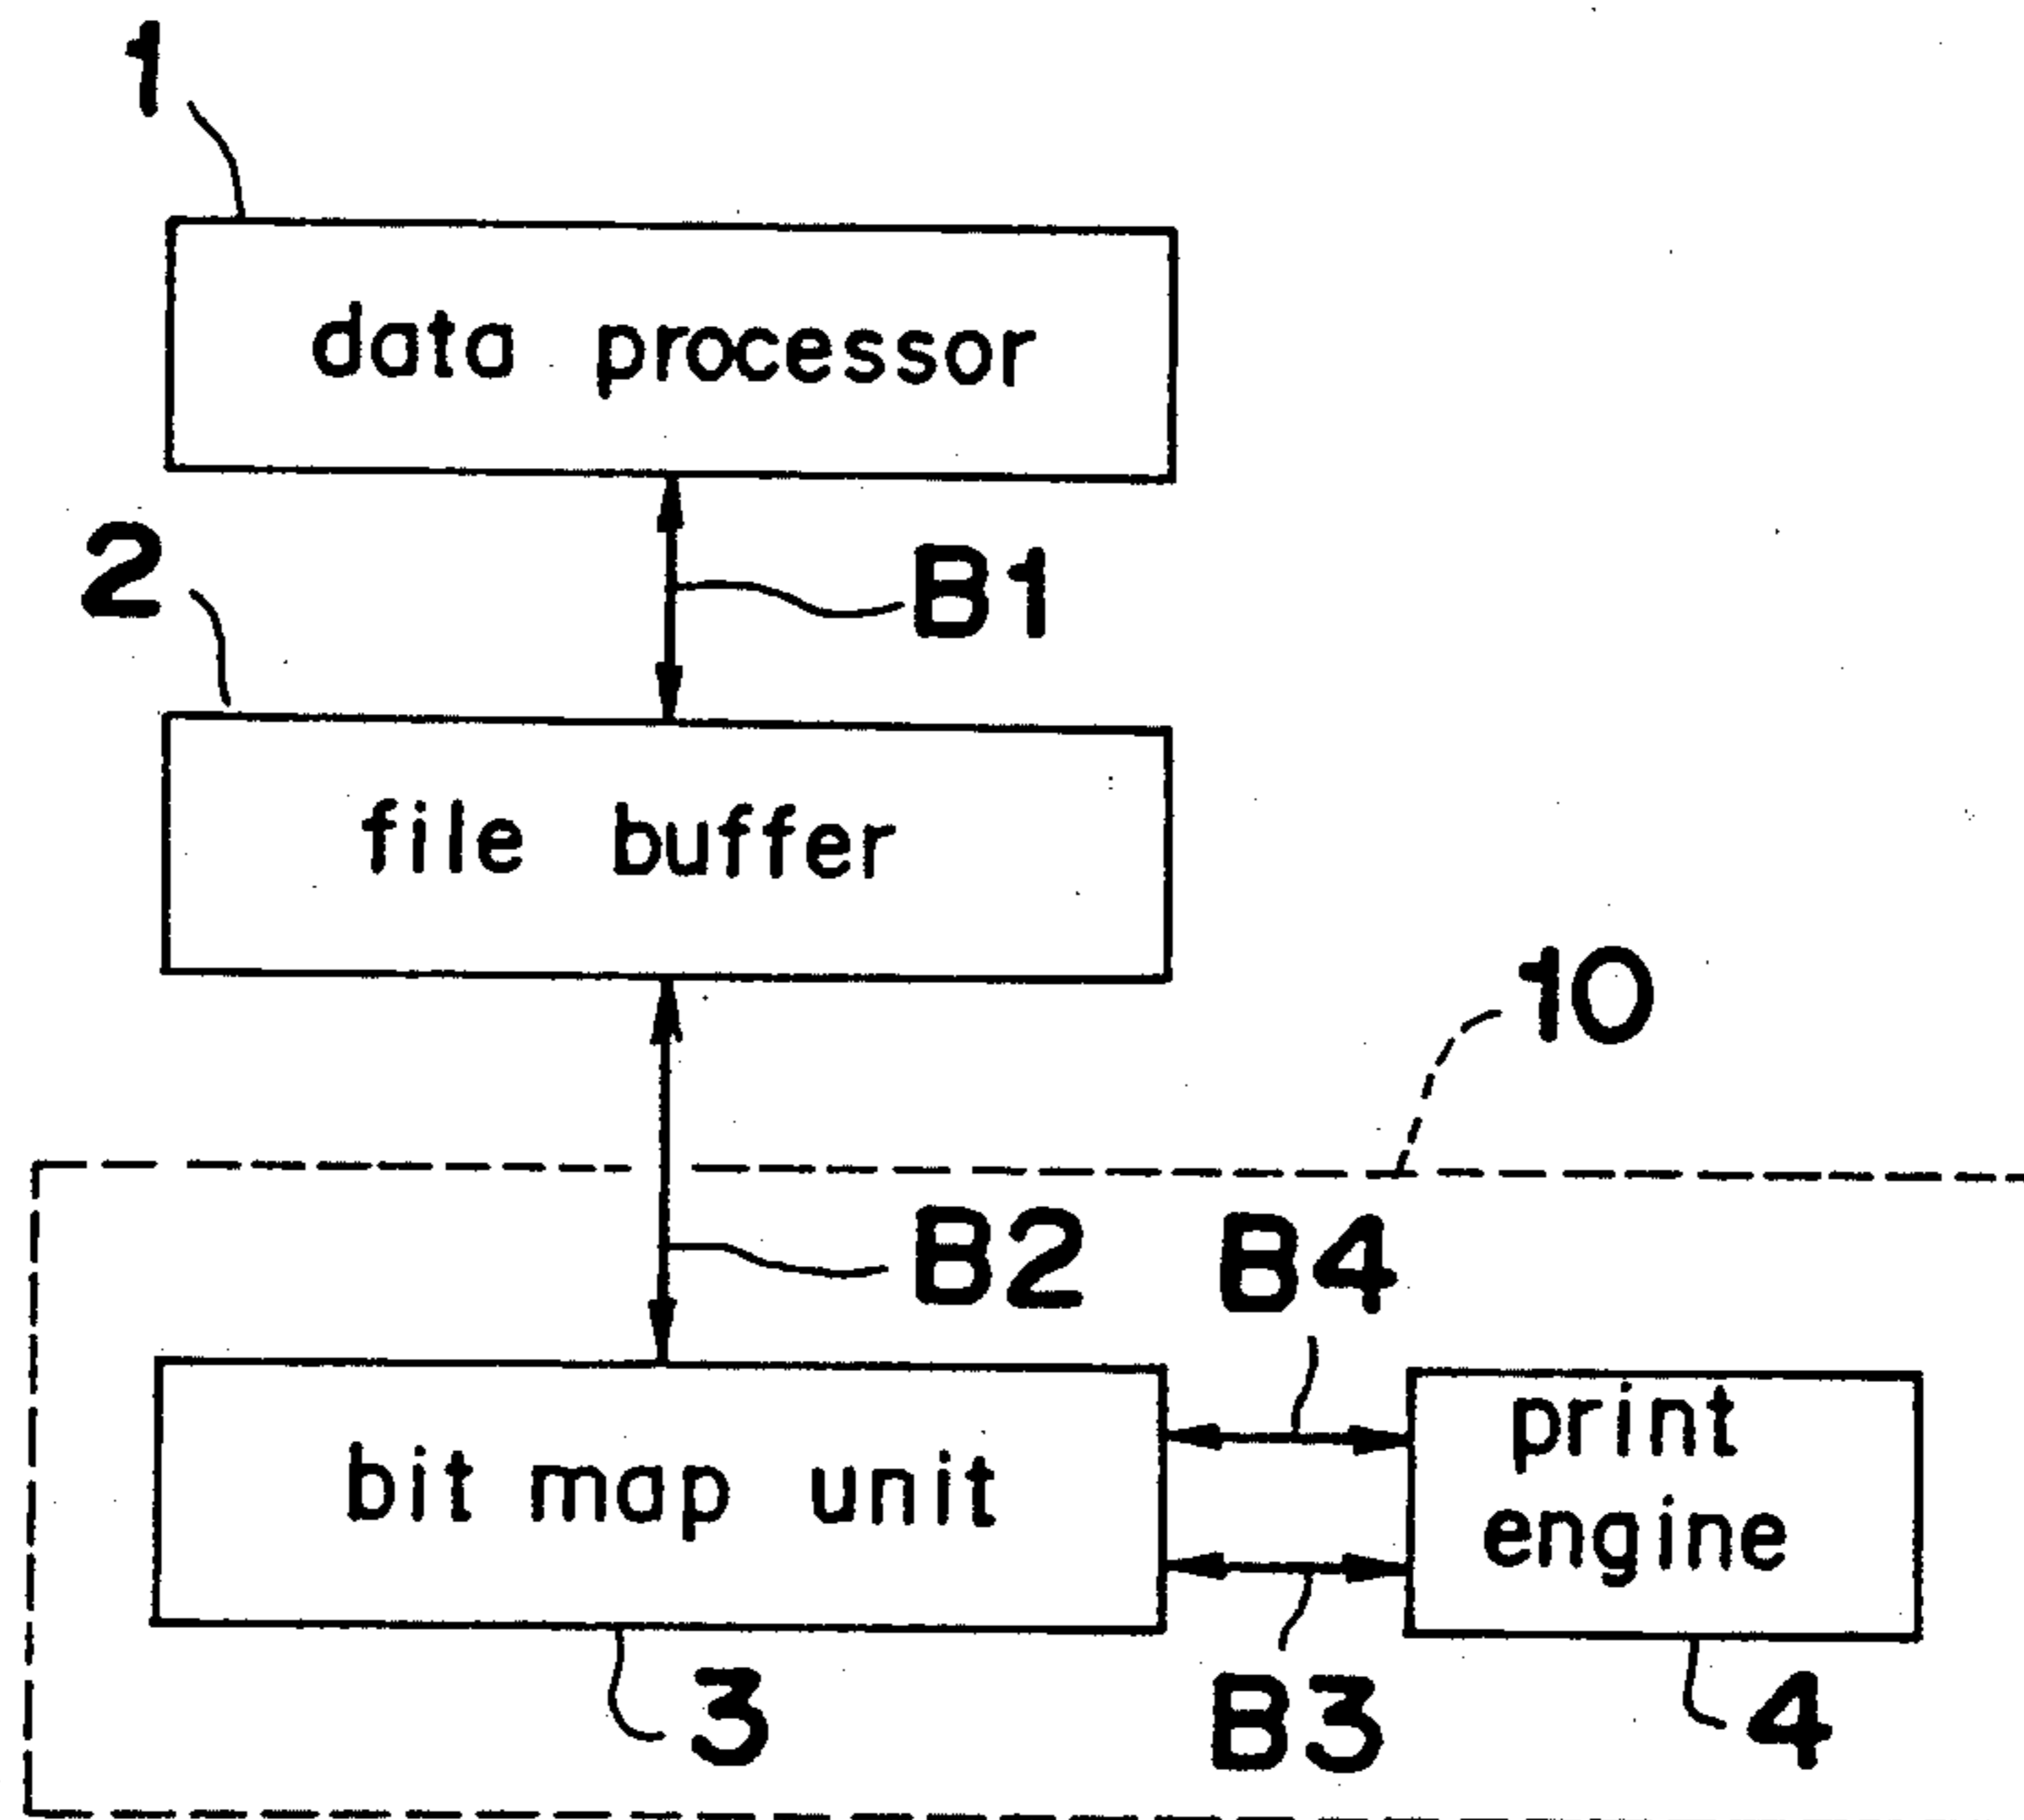 1
data processor
2
B1
file buffer
10
B2
B4
bit map unit
print
engine
3
B3
4